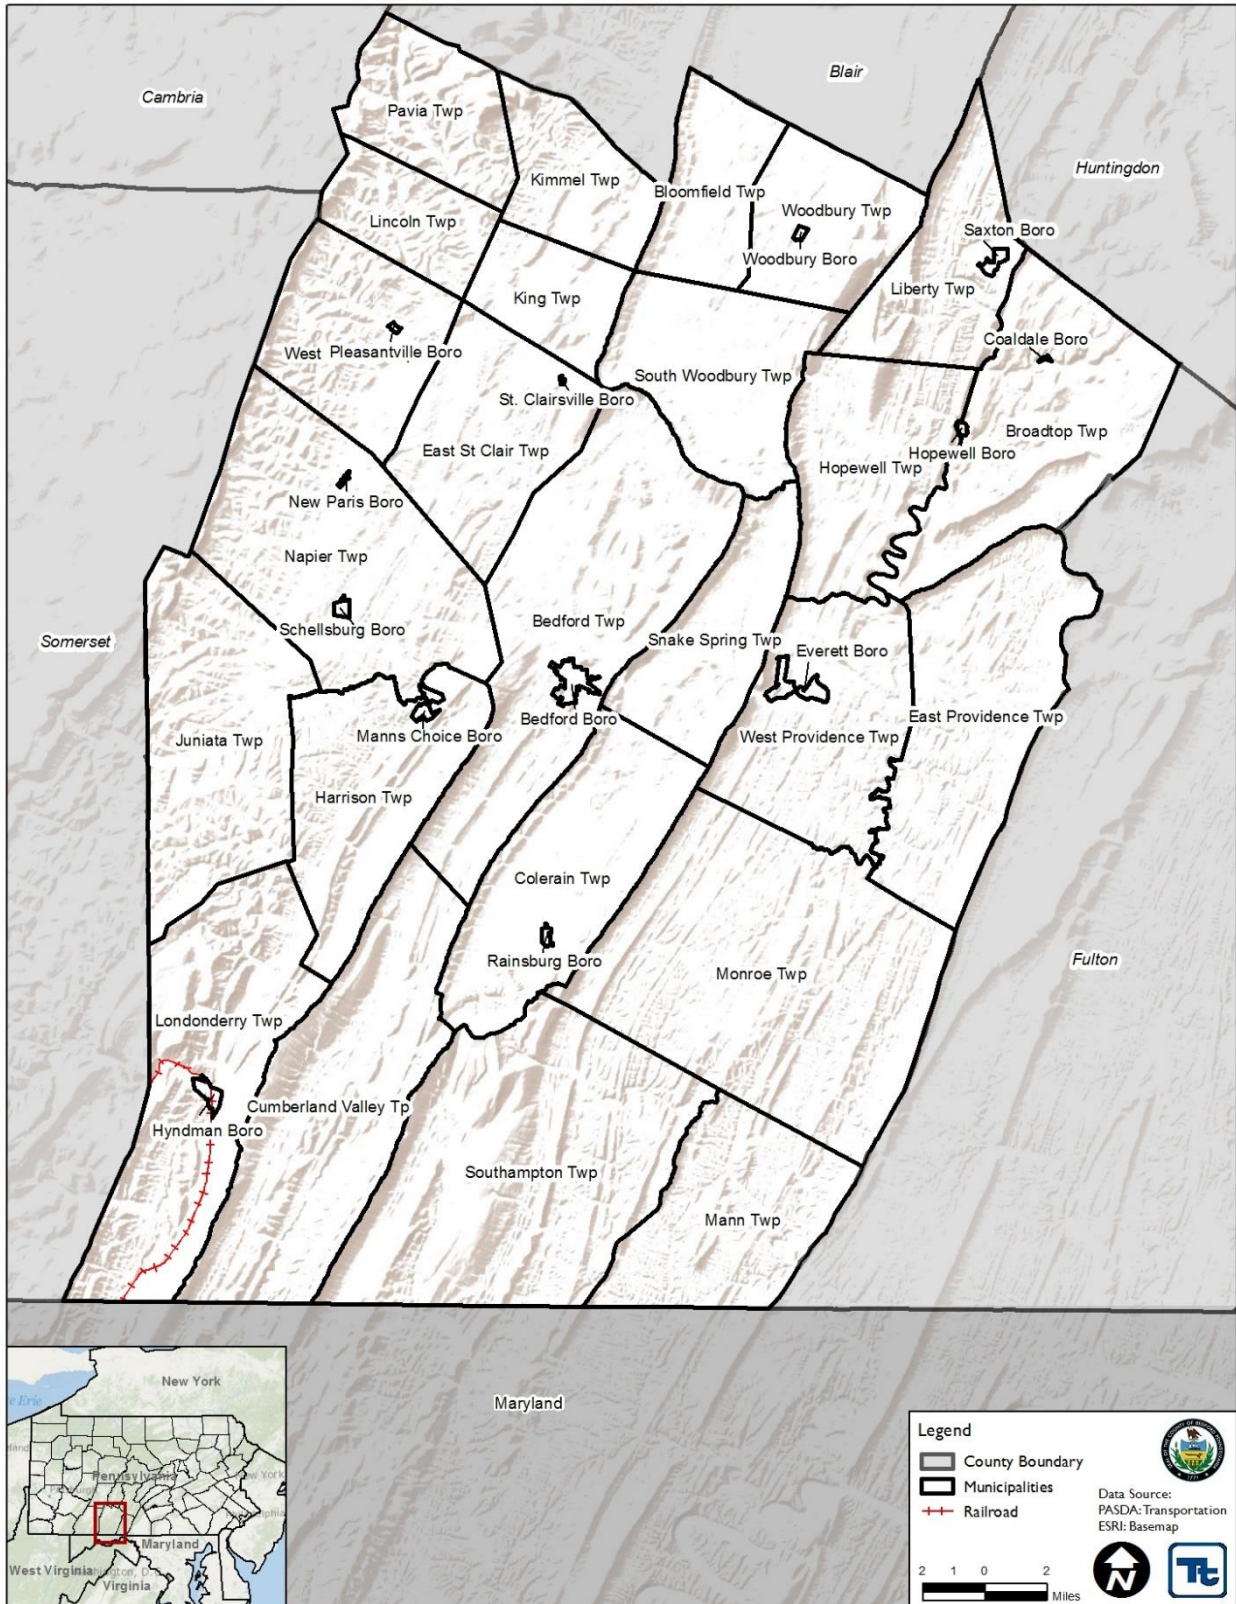 Blair
Cambria
Pavia Twp
Huntingdon
Kimmel Twp
Bloomfield Twp
Woodbury Twp
Lincoln Twp
Saxton Boro
Woodbury Boro
Liberty Twp
King Twp
Coaldale Boro
West Pleasantville Boro
South Woodbury Twp
St. Clairsville Boro
Broadtop Twp
East St Clair Twp
Hopewell Boro
Hopewell Twp
New Paris Boro
Napier Twp
Bedford Twp
Schellsburg Boro
Somerset
Snake Spring Twp
Everett Boro
East Providence Twp
Bedford Boro
Manns Choice Boro
West Providence Twp
Juniata Twp
Harrison Twp
Colerain Twp
Rainsburg Boro
Fulton
Monroe Twp
Londonderry Twp
Cumberland Valley Tp
Hyndman Boro
Southampton Twp
Mann Twp
Maryland
New York
Pennsylvania
New York
Maryland
West Virginia
Virginia
Legend
County Boundary
Municipalities
Railroad
Data Source:
PASDA: Transportation
ESRI: Basemap
2 1 0 2
Miles
N
Tt